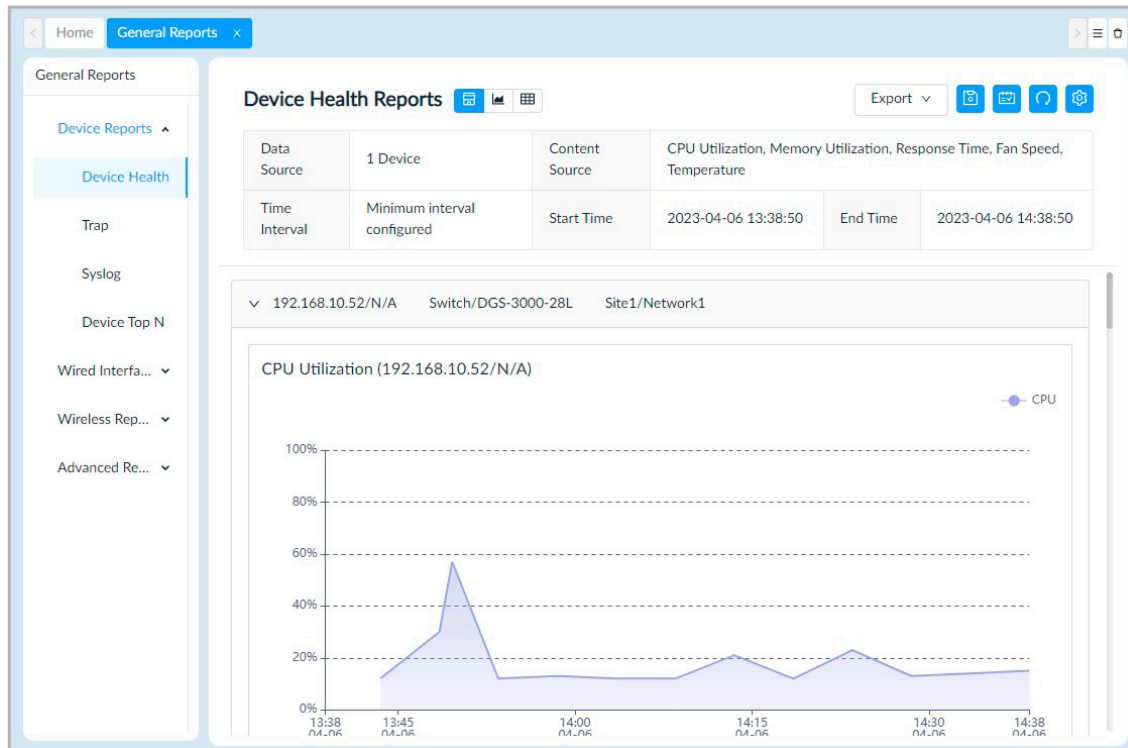 Home
General Reports
General Reports
Device Reports
Device Health
Trap
Syslog
Device Top N
Wired Interfa...
Wireless Rep...
Advanced Re...
Device Health Reports
Export
Data Source
1 Device
Content Source
CPU Utilization, Memory Utilization, Response Time, Fan Speed,
Temperature
Time Interval
Minimum interval
configured
Start Time
2023-04-06 13:38:50
End Time
2023-04-06 14:38:50
192.168.10.52/N/A Switch/DGS-3000-28L Site1/Network1
CPU Utilization (192.168.10.52/N/A)
CPU
100%
80%
60%
40%
20%
0%
13:38 13:45 14:00 14:15 14:30 14:38
04-06 04-06 04-06 04-06 04-06 04-06